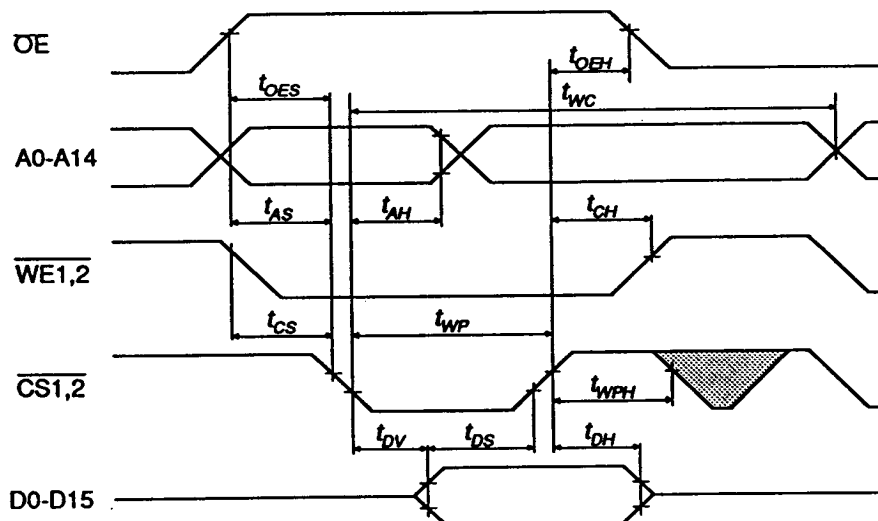 OE
tOES
tOEH
tWC
A0-A14
tAS
tAH
tCH
WE1,2
tCS
tWP
CS1,2
tWPH
tDV
tDS
tDH
D0-D15